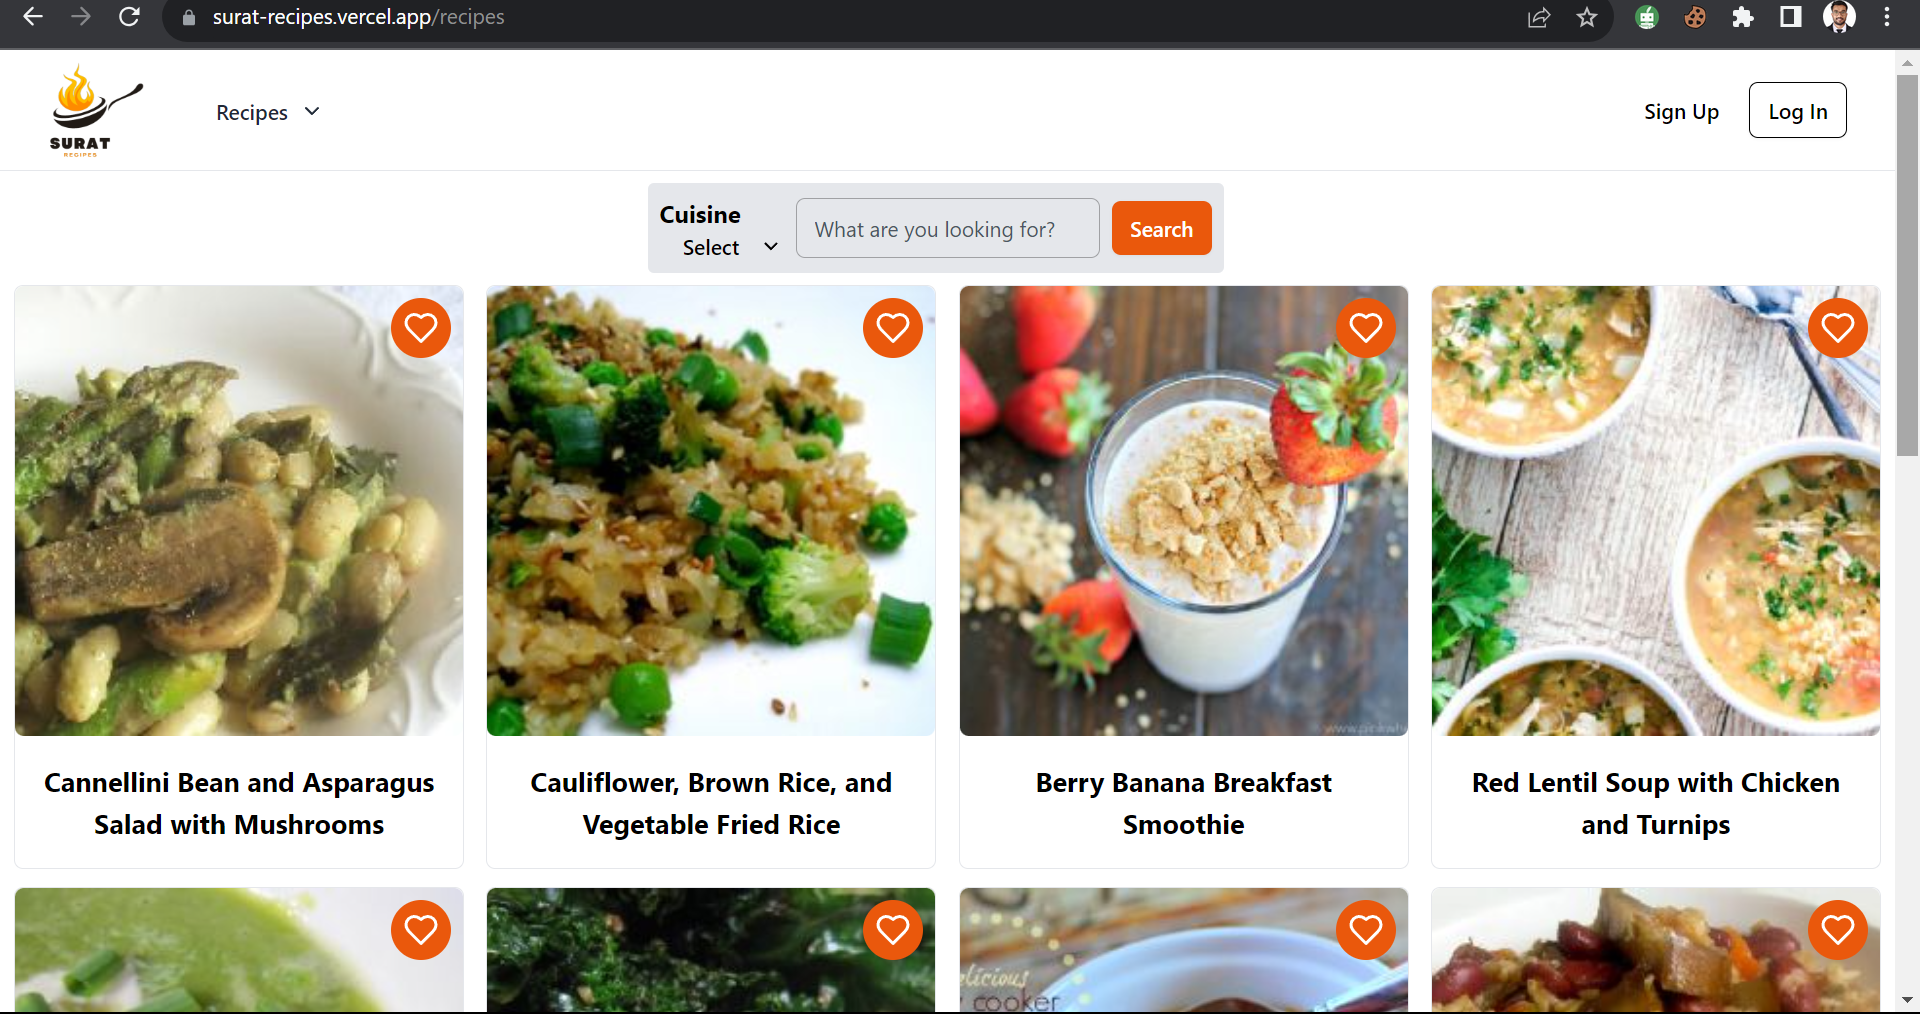 surat-recipes.vercel.app/recipes
SURAT
RECIPES
Recipes
Sign Up
Log In
Cuisine
Select
What are you looking for?
Search
Cannellini Bean and Asparagus
Salad with Mushrooms
Cauliflower, Brown Rice, and
Vegetable Fried Rice
Berry Banana Breakfast
Smoothie
Red Lentil Soup with Chicken
and Turnips
cooker